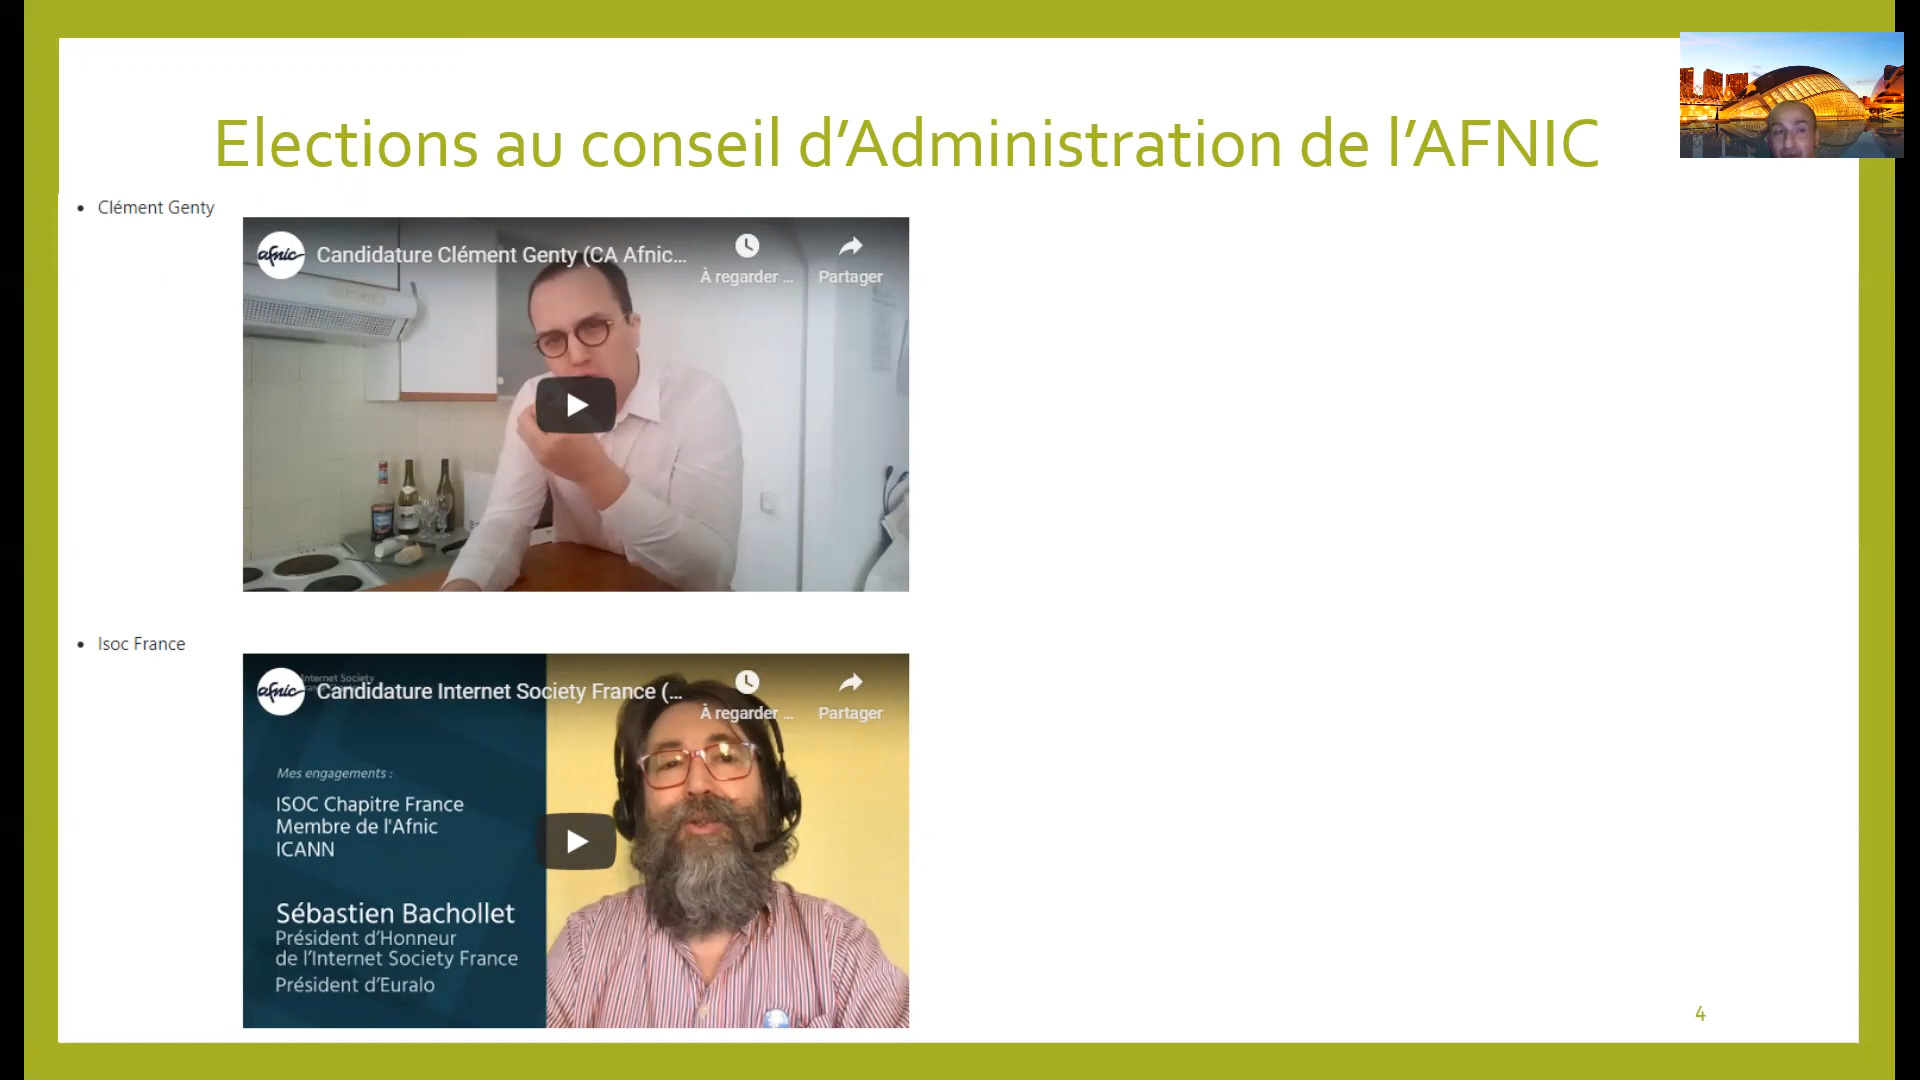 Elections au conseil d’Administration de l’AFNIC
• Clément Genty
afnic
Candidature Clément Genty (CA Afnic...
À regarder ...
Partager
• Isoc France
Internet Society
afnic
Candidature Internet Society France (...
À regarder ...
Partager
Mes engagements :
ISOC Chapitre France
Membre de l'Afnic
ICANN
Sébastien Bachollet
Président d’Honneur
de l’Internet Society France
Président d’Euralo
4